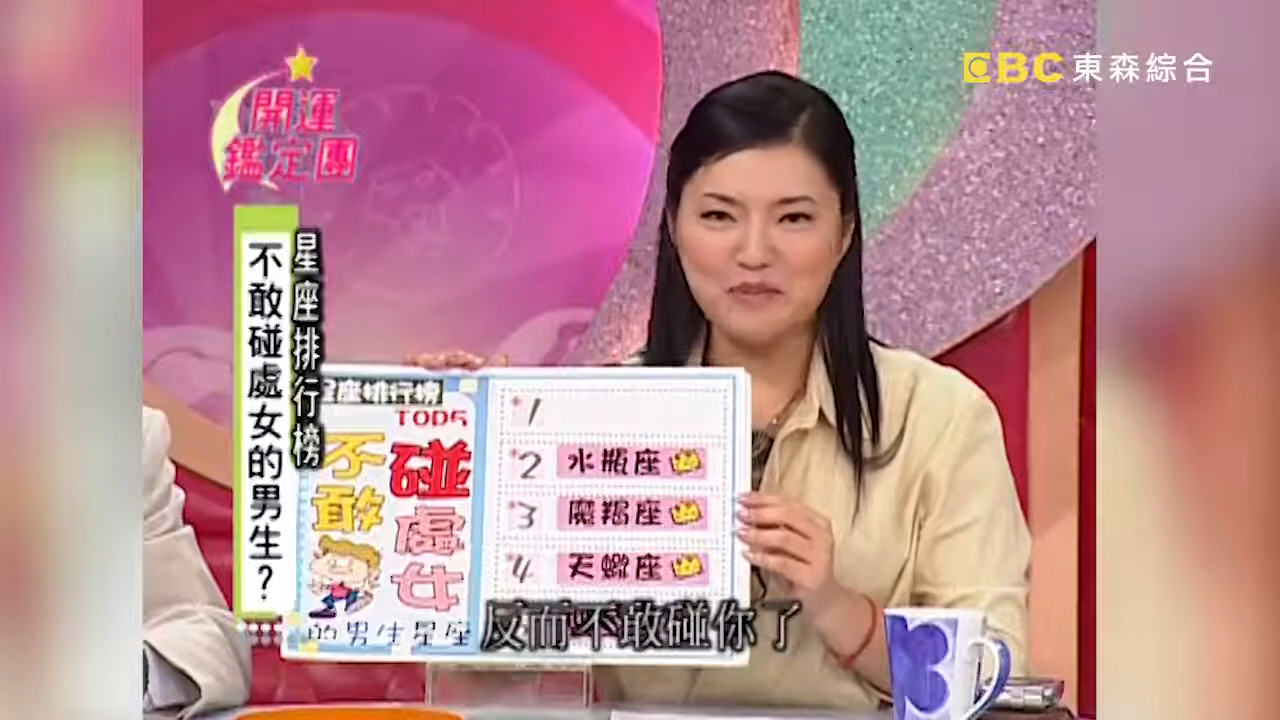 EBC 東森綜合
開運
鑑定團
星座排行榜
不敢碰處女的男生？
星座排行榜
TOP5
不敢
碰處女
的男生星座
1
2 水瓶座
3 魔羯座
4 天蠍座
反而不敢碰你了